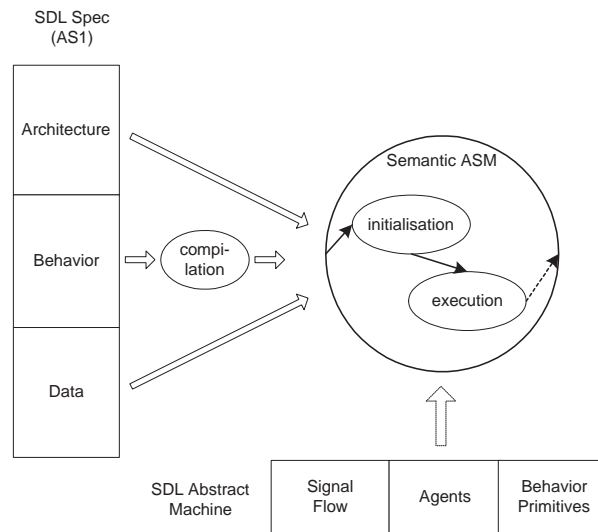 SDL Spec
(AS1)
Architecture
Semantic ASM
initialisation
Behavior
compi-
lation
execution
Data
SDL Abstract
Machine
Signal
Flow
Agents
Behavior
Primitives